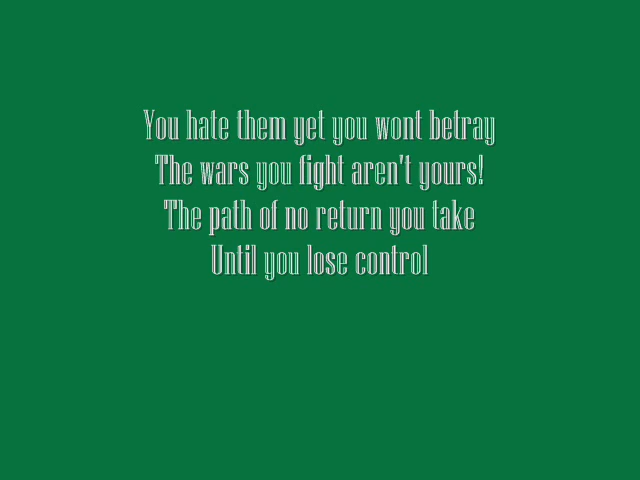 You hate them yet you wont betray
The wars you fight aren't yours!
The path of no return you take
Until you lose control